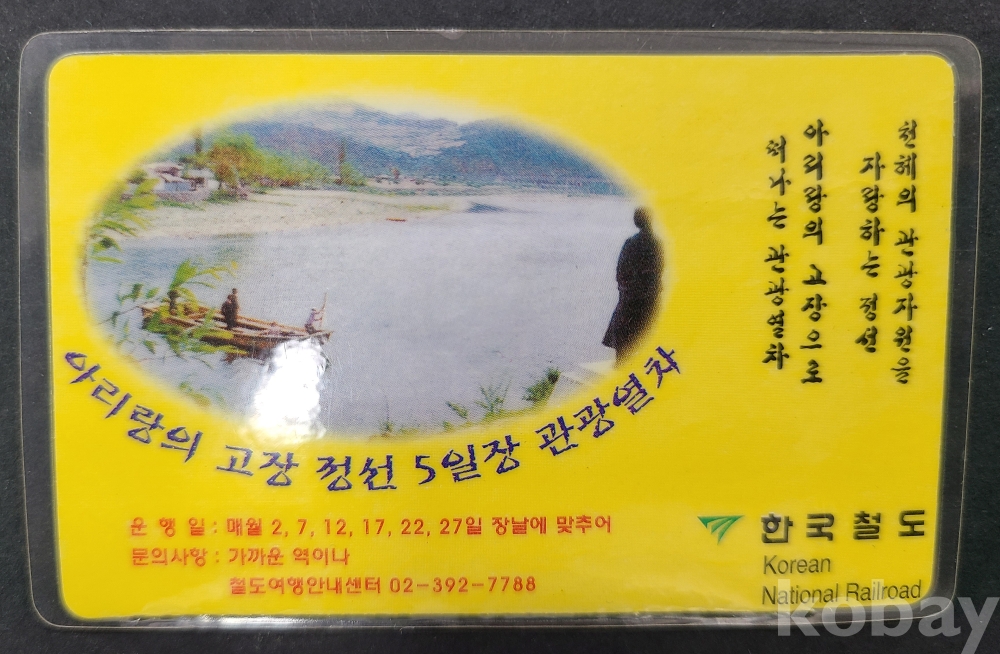 천혜의 관광자원을
자랑하는 정선
아리랑의 고장으로
떠나는 관광열차
아리랑의 고장 정선 5일장 관광열차
운 행 일 : 매월 2, 7, 12, 17, 22, 27일 장날에 맞추어
문의사항 : 가까운 역이나
철도여행안내센터 02-392-7788
한국철도
Korean
National Railroad
kobay